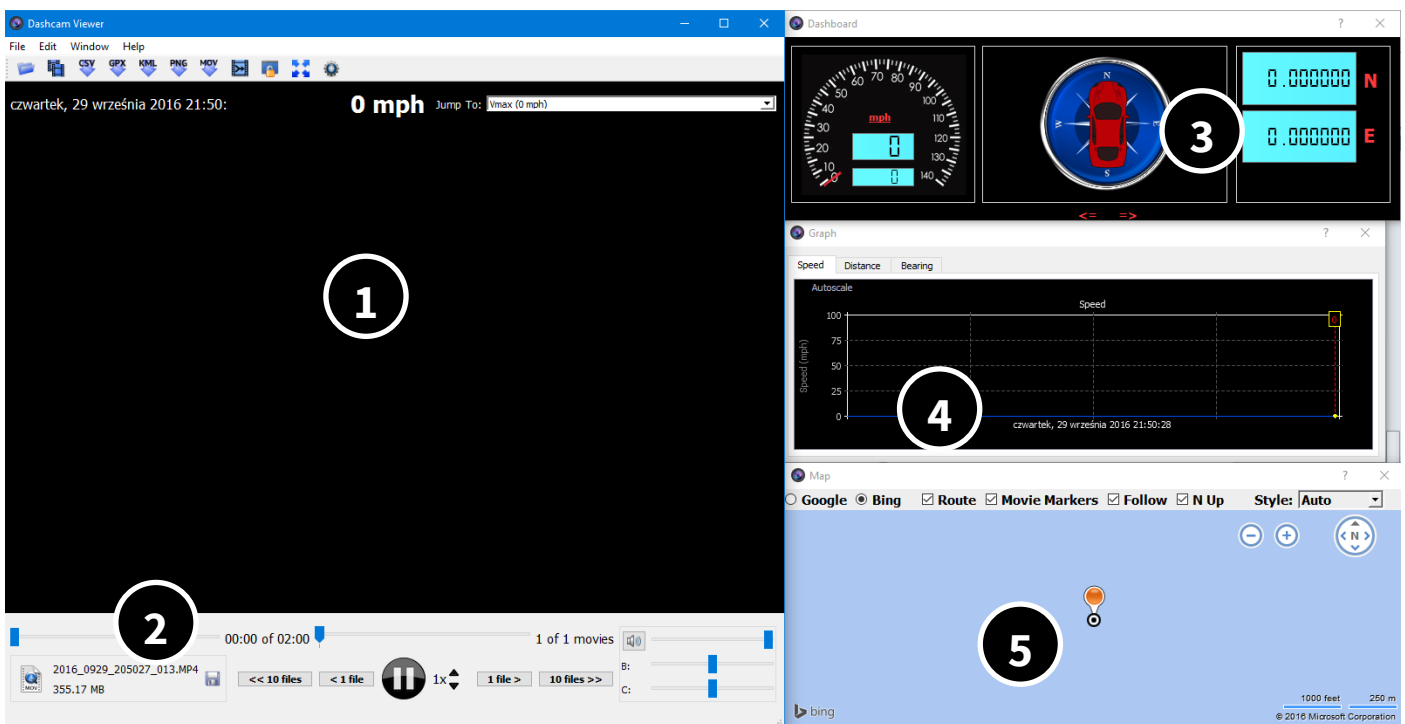 Dashcam Viewer
File Edit Window Help
CSV GPX KML PNG MOV
czwartek, 29 września 2016 21:50:
0 mph Jump To: Vmax (0 mph)
1
2
00:00 of 02:00
1 of 1 movies
2016_0929_205027_013.MP4
355.17 MB
MOV
<< 10 files < 1 file 1x 1 file > 10 files >>
B:
C:
Dashboard ?
0 10 20 30 40 50 60 70 80 90 100 110 120 130 140
mph
0
0
N
W E
S
<= =>
3
0.000000 N
0.000000 E
Graph ?
Speed Distance Bearing
Autoscale
Speed
Speed (mph)
100
75
50
25
0
0
czwartek, 29 września 2016 21:50:28
4
Map ?
Google Bing Route Movie Markers Follow N Up Style: Auto
N
5
bing
1000 feet 250 m
© 2016 Microsoft Corporation